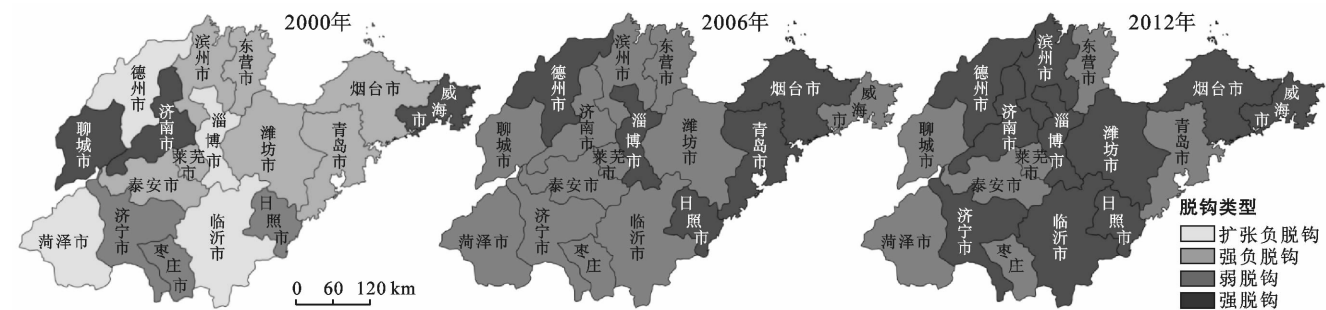 2000年
德州市
滨州市
东营市
烟台市
威海市
聊城市
济南市
淄博市
潍坊市
青岛市
莱芜市
泰安市
日照市
菏泽市
济宁市
临沂市
枣庄市
0 60 120 km
2006年
德州市
滨州市
东营市
烟台市
威海市
聊城市
济南市
淄博市
潍坊市
青岛市
莱芜市
泰安市
日照市
菏泽市
济宁市
临沂市
枣庄
2012年
德州市
滨州市
东营市
烟台市
威海市
聊城市
济南市
淄博市
潍坊市
青岛市
莱芜市
泰安市
日照市
菏泽市
济宁市
临沂市
枣庄
脱钩类型
扩张负脱钩
强负脱钩
弱脱钩
强脱钩